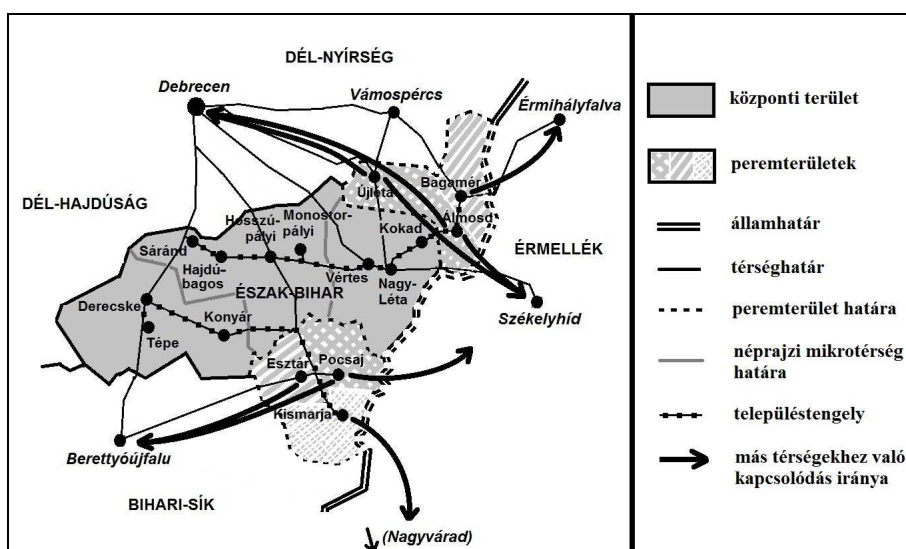 DÉL-NYÍRSÉG
Debrecen
Vámospércs
Érmihályfalva
Bagamér
Újléta
DÉL-HAJDÚSÁG
Monostor-
pályi
Hosszú-
pályi
Álmosd
Kokad
Sáránd
ÉRMELLÉK
Hajdú-
bagos
Vértes
Nagy-
Léta
ÉSZAK-BIHAR
Derecske
Konyár
Székelyhíd
Tépe
Esztár
Pocsaj
Kismarja
Berettyóújfalu
BIHARI-SÍK
(Nagyvárad)
központi terület
peremterületek
államhatár
térséghatár
peremterület határa
néprajzi mikrotérség
határa
településtengely
más térségekhez való
kapcsolódás iránya